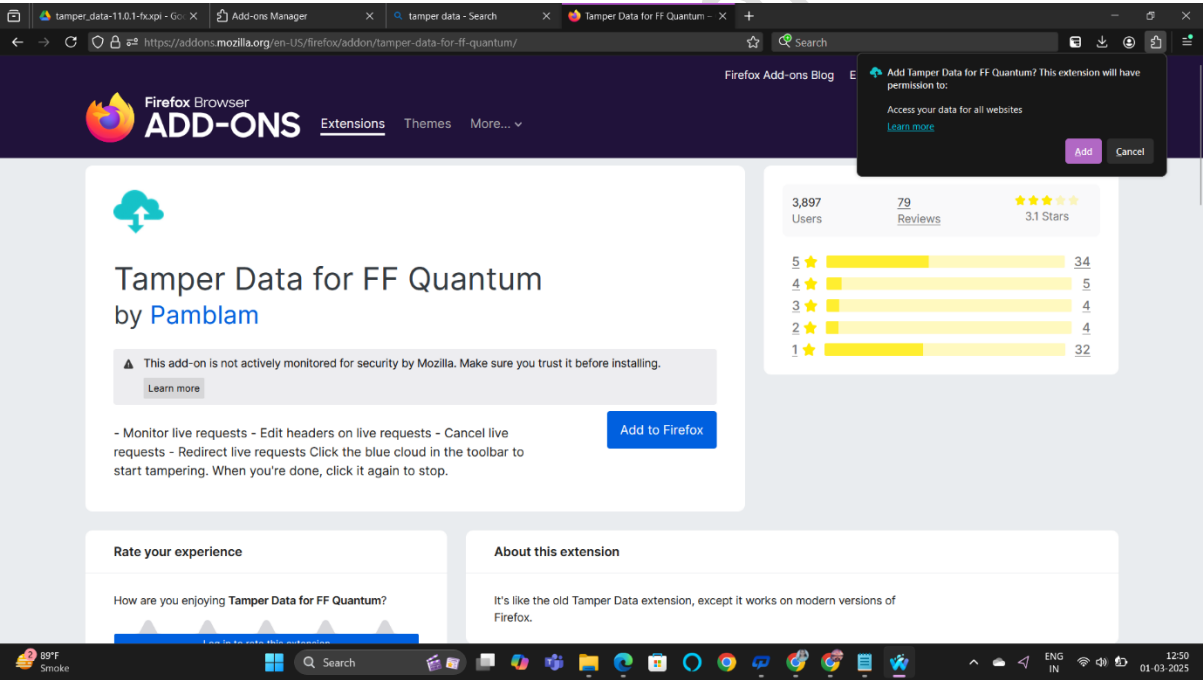 tamper_data-11.0.1-fx.xpi - Goo
Add-ons Manager
tamper data - Search
Tamper Data for FF Quantum –
https://addons.mozilla.org/en-US/firefox/addon/tamper-data-for-ff-quantum/
Search
Firefox Add-ons Blog E
Add Tamper Data for FF Quantum? This extension will have
permission to:
Access your data for all websites
Learn more
Add Cancel
Firefox Browser
ADD-ONS
Extensions Themes More...
3,897 79
Users Reviews 3.1 Stars
5 34
4 5
3 4
2 4
1 32
Tamper Data for FF Quantum
by Pamblam
This add-on is not actively monitored for security by Mozilla. Make sure you trust it before installing.
Learn more
- Monitor live requests - Edit headers on live requests - Cancel live
requests - Redirect live requests Click the blue cloud in the toolbar to
start tampering. When you're done, click it again to stop.
Add to Firefox
Rate your experience
How are you enjoying Tamper Data for FF Quantum?
Log in to rate this extension
About this extension
It's like the old Tamper Data extension, except it works on modern versions of
Firefox.
2
89°F
Smoke
Search
ENG
IN
12:50
01-03-2025